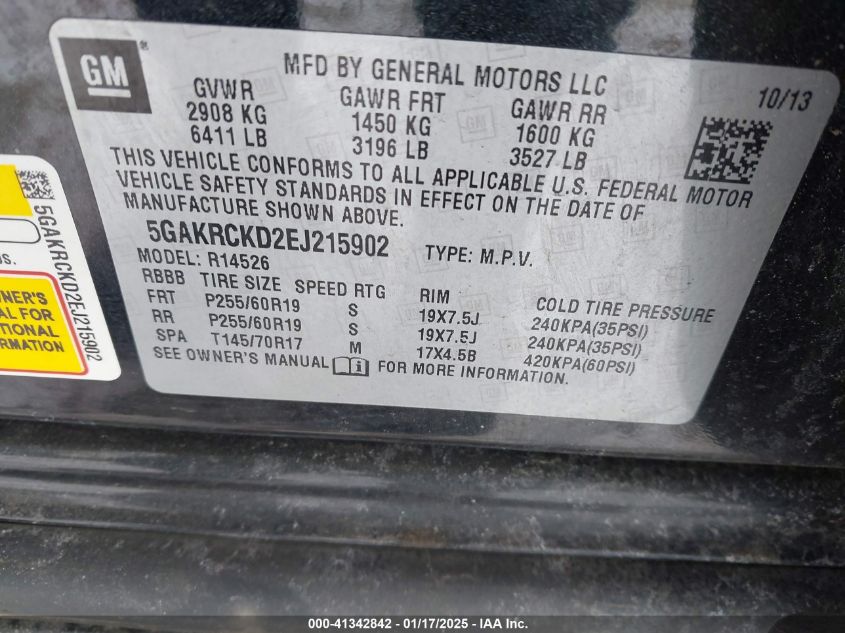 GM ®
MFD BY GENERAL MOTORS LLC
10/13
GVWR GAWR FRT GAWR RR
2908 KG 1450 KG 1600 KG
6411 LB 3196 LB 3527 LB
THIS VEHICLE CONFORMS TO ALL APPLICABLE U.S. FEDERAL MOTOR
VEHICLE SAFETY STANDARDS IN EFFECT ON THE DATE OF
MANUFACTURE SHOWN ABOVE.
5GAKRCKD2EJ215902 TYPE: M.P.V.
MODEL: R14526
RBBB TIRE SIZE SPEED RTG RIM COLD TIRE PRESSURE
FRT P255/60R19 S 19X7.5J 240KPA(35PSI)
RR P255/60R19 S 19X7.5J 240KPA(35PSI)
SPA T145/70R17 M 17X4.5B 420KPA(60PSI)
SEE OWNER'S MANUAL i FOR MORE INFORMATION.
5GAKRCKD2EJ215902
OWNER'S
FOR
000-41342842 - 01/17/2025 - IAA Inc.